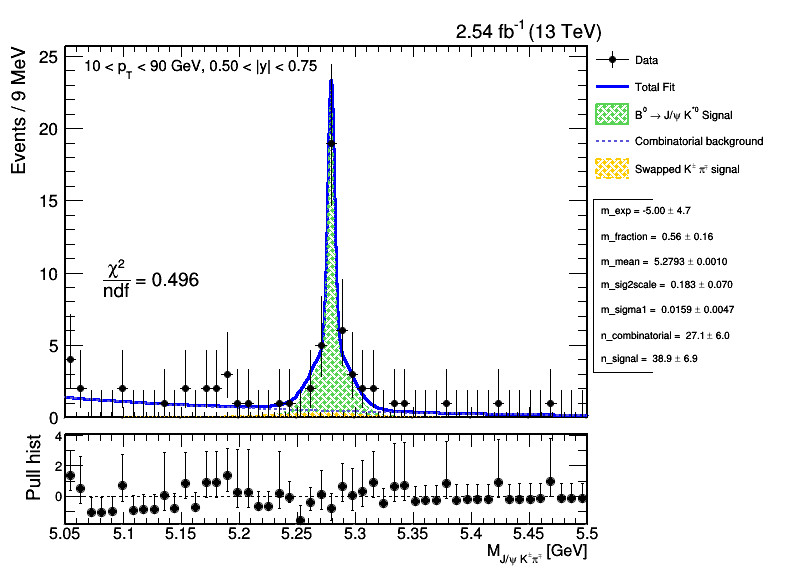 2.54 fb⁻¹ (13 TeV)
Events / 9 MeV
25
20
15
10
5
0
10 < p_T < 90 GeV, 0.50 < |y| < 0.75
χ²/ndf = 0.496
Data
Total Fit
B⁰ → J/ψ K*⁰ Signal
Combinatorial background
Swapped K± π∓ signal
m_exp = -5.00 ± 4.7
m_fraction = 0.56 ± 0.16
m_mean = 5.2793 ± 0.0010
m_sig2scale = 0.183 ± 0.070
m_sigma1 = 0.0159 ± 0.0047
n_combinatorial = 27.1 ± 6.0
n_signal = 38.9 ± 6.9
Pull hist
4
2
0
5.05 5.1 5.15 5.2 5.25 5.3 5.35 5.4 5.45 5.5
M_J/ψ K±π∓ [GeV]